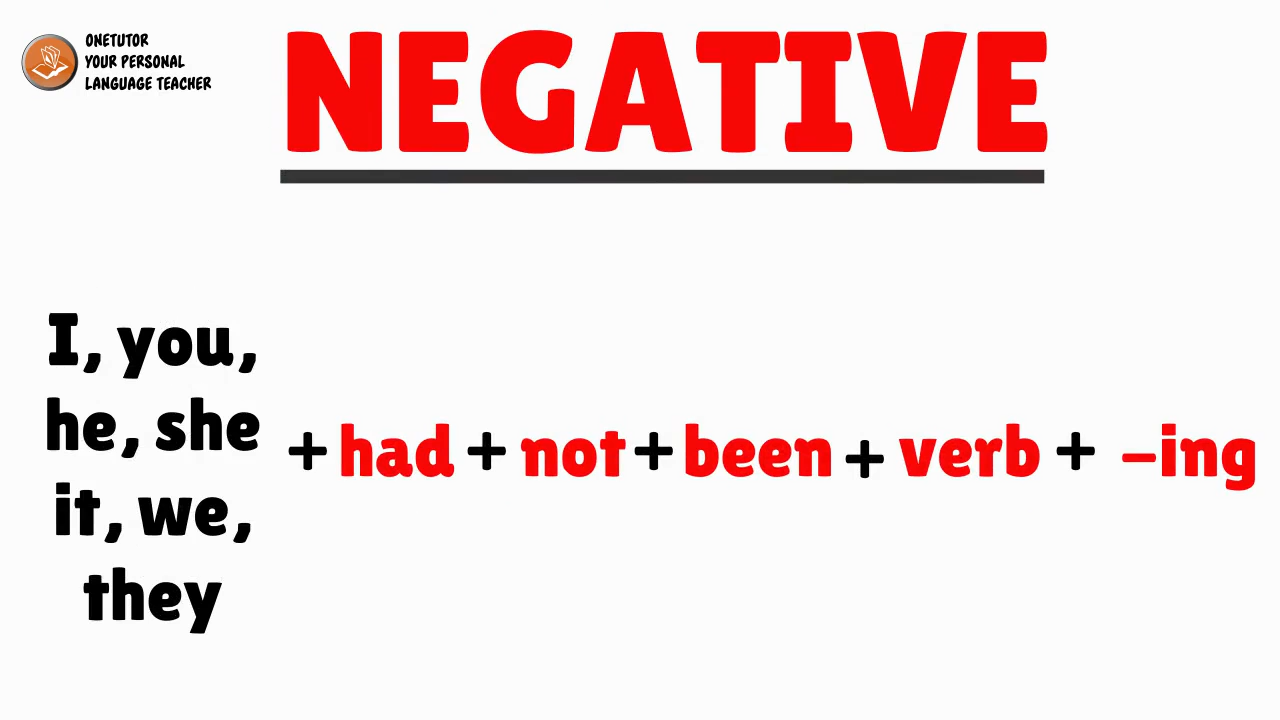 ONETUTOR
YOUR PERSONAL
LANGUAGE TEACHER
NEGATIVE
I, you,
he, she
it, we,
they
+ had + not + been + verb + -ing